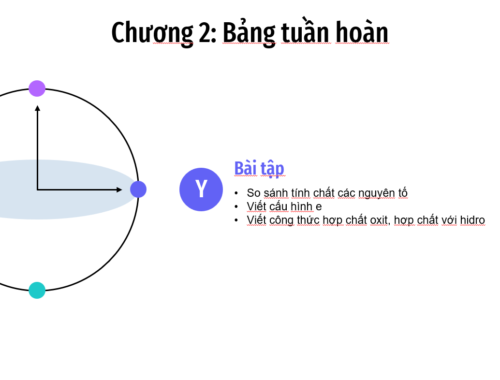 Chương 2: Bảng tuần hoàn
Bài tập
Y
• So sánh tính chất các nguyên tố
• Viết cấu hình e
• Viết công thức hợp chất oxit, hợp chất với hidro